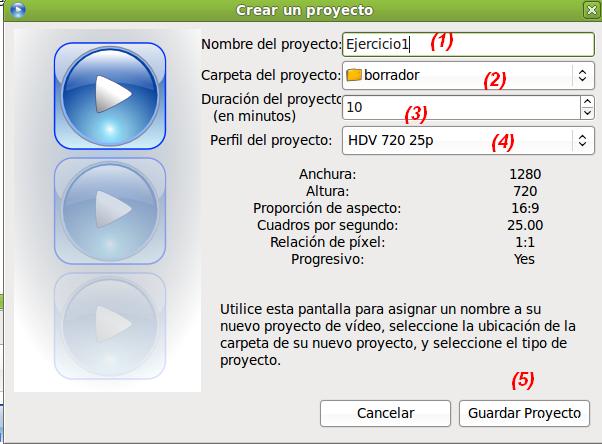 Crear un proyecto
Nombre del proyecto: Ejercicio1 (1)
Carpeta del proyecto: borrador (2)
Duración del proyecto
(en minutos) 10 (3)
Perfil del proyecto: HDV 720 25p (4)
Anchura: 1280
Altura: 720
Proporción de aspecto: 16:9
Cuadros por segundo: 25.00
Relación de píxel: 1:1
Progresivo: Yes
Utilice esta pantalla para asignar un nombre a su
nuevo proyecto de vídeo, seleccione la ubicación de la
carpeta de su nuevo proyecto, y seleccione el tipo de
proyecto.
(5)
Cancelar Guardar Proyecto